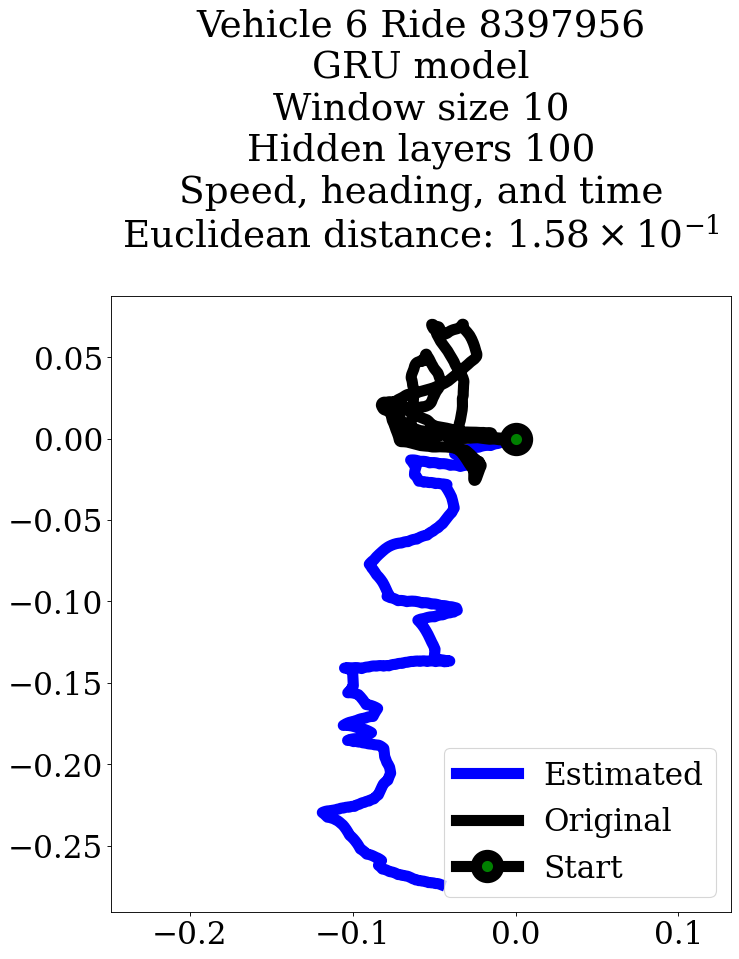 Vehicle 6 Ride 8397956
GRU model
Window size 10
Hidden layers 100
Speed, heading, and time
Euclidean distance: 1.58 × 10⁻¹
0.05
0.00
−0.05
−0.10
−0.15
−0.20
−0.25
Estimated
Original
Start
−0.2 −0.1 0.0 0.1